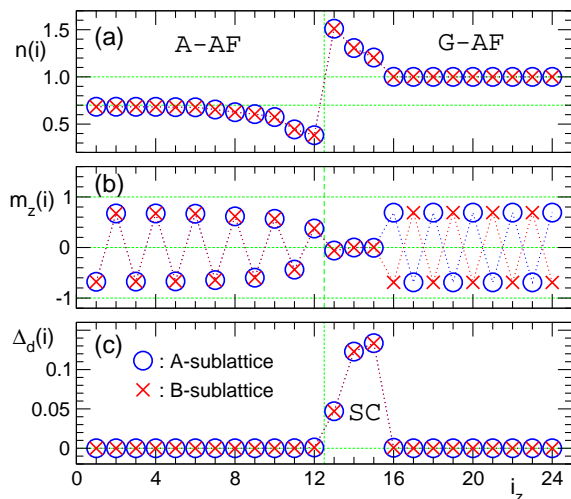 (a)
A-AF
G-AF
n(i)
1.5
1.0
0.5
(b)
m_z(i)
1
0
-1
(c)
Δ_d(i)
0.1
0.05
0
: A-sublattice
: B-sublattice
SC
0 4 8 12 16 20 24
i_z